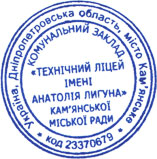 Україна, Дніпропетровська область, місто Кам'янське
КОМУНАЛЬНИЙ ЗАКЛАД
«ТЕХНІЧНИЙ ЛІЦЕЙ
ІМЕНІ
АНАТОЛІЯ ЛИГУНА»
КАМ'ЯНСЬКОЇ
МІСЬКОЇ РАДИ
* код 23370679 *